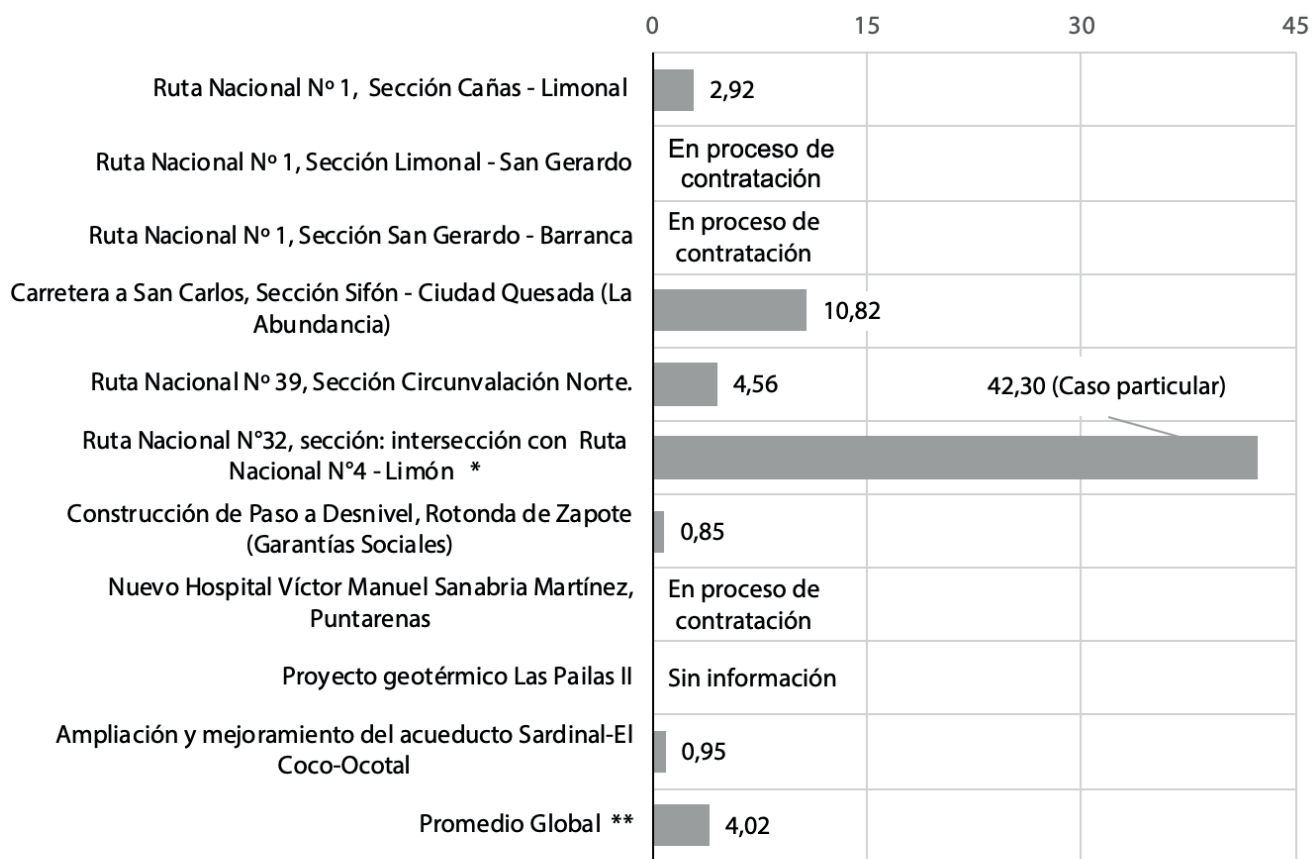 0 15 30 45
Ruta Nacional Nº 1, Sección Cañas - Limonal 2,92
Ruta Nacional Nº 1, Sección Limonal - San Gerardo
En proceso de
contratación
Ruta Nacional Nº 1, Sección San Gerardo - Barranca
En proceso de
contratación
Carretera a San Carlos, Sección Sifón - Ciudad Quesada (La
Abundancia)
10,82
Ruta Nacional Nº 39, Sección Circunvalación Norte. 4,56
42,30 (Caso particular)
Ruta Nacional N°32, sección: intersección con Ruta
Nacional N°4 - Limón *
Construcción de Paso a Desnivel, Rotonda de Zapote
(Garantías Sociales)
0,85
Nuevo Hospital Víctor Manuel Sanabria Martínez,
Puntarenas
En proceso de
contratación
Proyecto geotérmico Las Pailas II Sin información
Ampliación y mejoramiento del acueducto Sardinal-El
Coco-Ocotal
0,95
Promedio Global ** 4,02